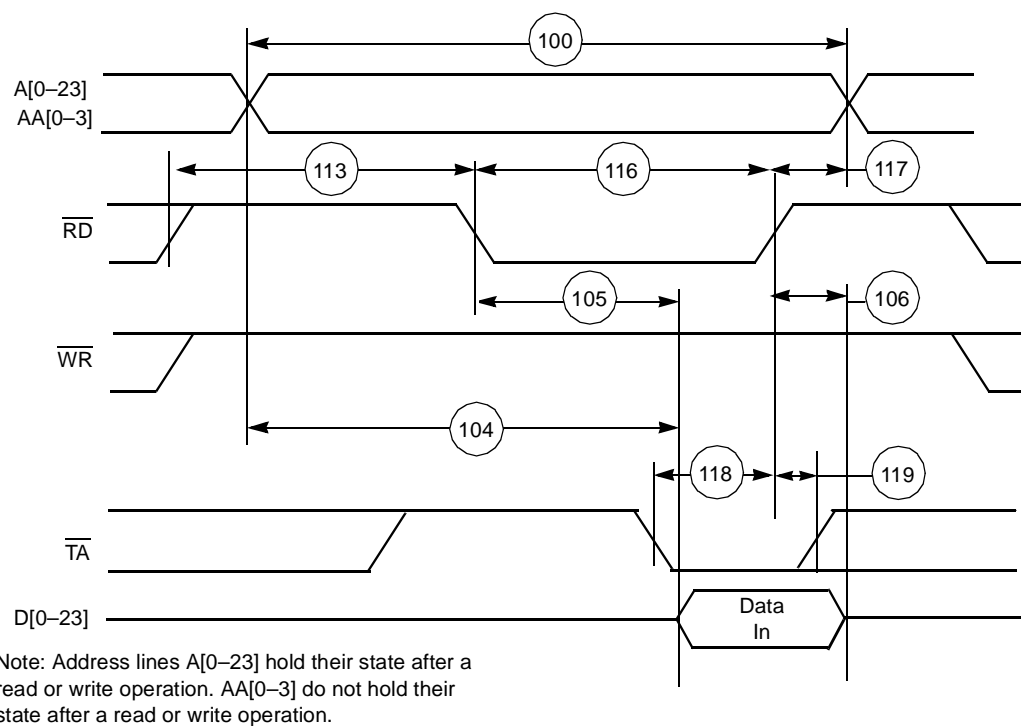 100
A[0–23]
AA[0–3]
113
116
117
RD
105
106
WR
104
118
119
TA
D[0–23]
Data
In
Note: Address lines A[0–23] hold their state after a
read or write operation. AA[0–3] do not hold their
state after a read or write operation.